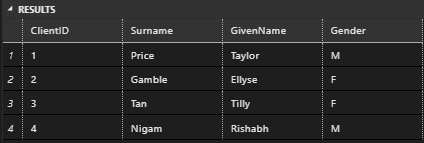 RESULTS
ClientID Surname GivenName Gender
1 1 Price Taylor M
2 2 Gamble Ellyse F
3 3 Tan Tilly F
4 4 Nigam Rishabh M